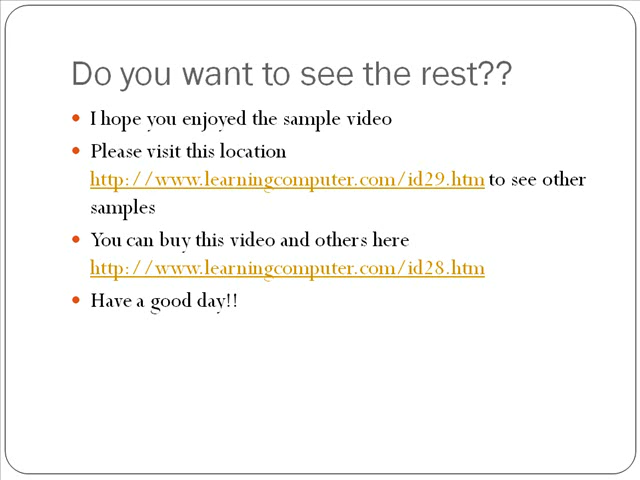 Do you want to see the rest??
I hope you enjoyed the sample video
Please visit this location
http://www.learningcomputer.com/id29.htm to see other
samples
You can buy this video and others here
http://www.learningcomputer.com/id28.htm
Have a good day!!